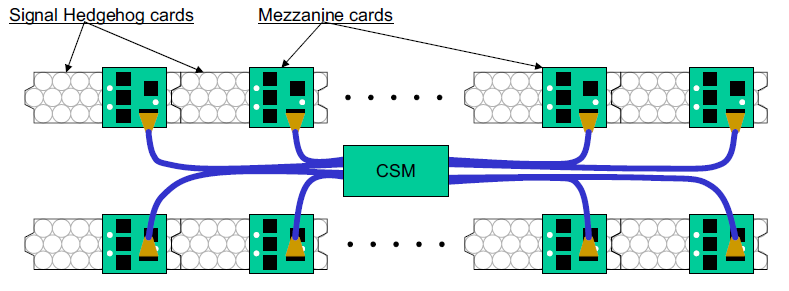 Signal Hedgehog cards
Mezzanine cards
CSM